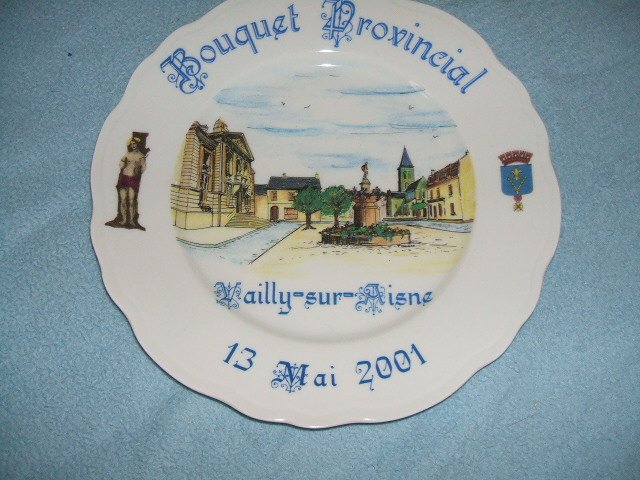 Bouquet Provincial
Vailly-sur-Aisne
13 Mai 2001